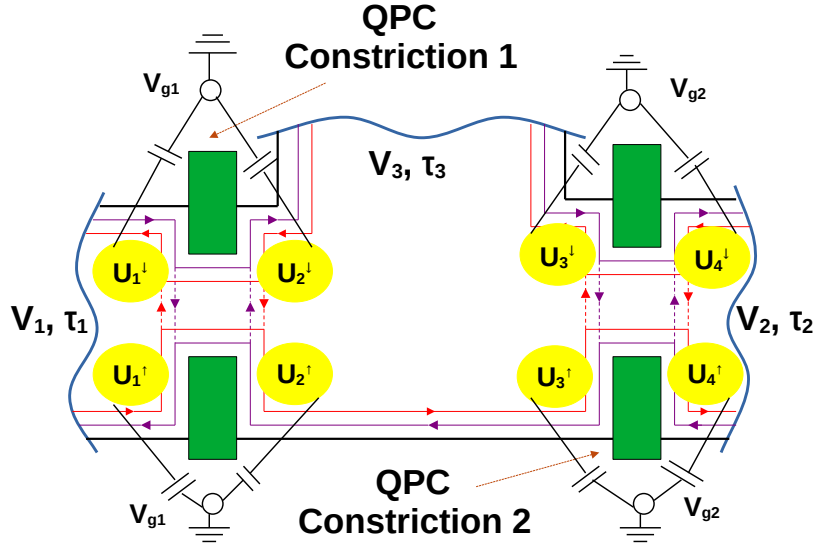 QPC
Constriction 1
Vg1
Vg2
V3, τ3
U1↓
U2↓
U3↓
U4↓
V1, τ1
V2, τ2
U1↑
U2↑
U3↑
U4↑
QPC
Constriction 2
Vg1
Vg2